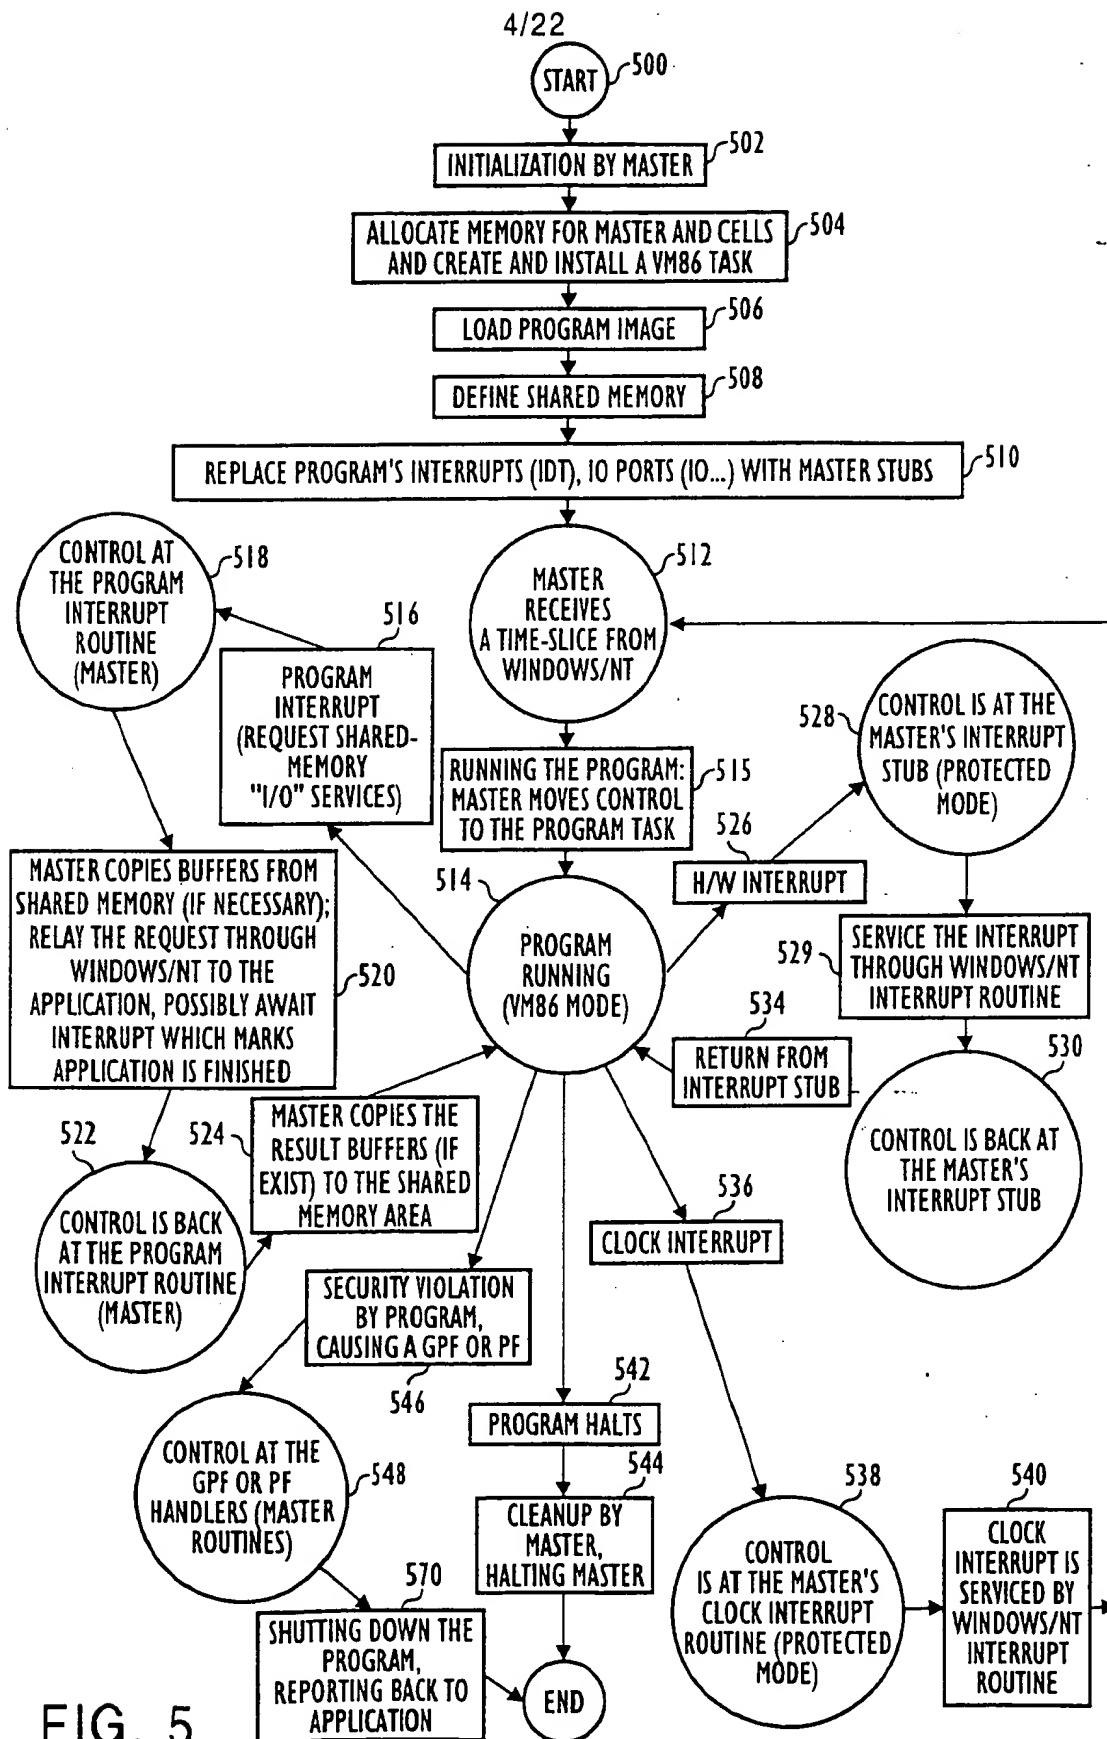 4/22
START
500
502
INITIALIZATION BY MASTER
504
ALLOCATE MEMORY FOR MASTER AND CELLS
AND CREATE AND INSTALL A VM86 TASK
506
LOAD PROGRAM IMAGE
508
DEFINE SHARED MEMORY
510
REPLACE PROGRAM'S INTERRUPTS (IDT), IO PORTS (IO...) WITH MASTER STUBS
CONTROL AT
THE PROGRAM
INTERRUPT
ROUTINE
(MASTER)
518
512
MASTER
RECEIVES
A TIME-SLICE FROM
WINDOWS/NT
516
PROGRAM
INTERRUPT
(REQUEST SHARED-
MEMORY
"I/O" SERVICES)
528
CONTROL IS AT THE
MASTER'S INTERRUPT
STUB (PROTECTED
MODE)
515
RUNNING THE PROGRAM:
MASTER MOVES CONTROL
TO THE PROGRAM TASK
526
H/W INTERRUPT
MASTER COPIES BUFFERS FROM
SHARED MEMORY (IF NECESSARY);
RELAY THE REQUEST THROUGH
WINDOWS/NT TO THE
APPLICATION, POSSIBLY AWAIT
INTERRUPT WHICH MARKS
APPLICATION IS FINISHED
520
514
PROGRAM
RUNNING
(VM86 MODE)
529
SERVICE THE INTERRUPT
THROUGH WINDOWS/NT
INTERRUPT ROUTINE
534
RETURN FROM
INTERRUPT STUB
530
CONTROL IS BACK AT
THE MASTER'S
INTERRUPT STUB
522
CONTROL IS BACK
AT THE PROGRAM
INTERRUPT ROUTINE
(MASTER)
524
MASTER COPIES THE
RESULT BUFFERS (IF
EXIST) TO THE SHARED
MEMORY AREA
536
CLOCK INTERRUPT
SECURITY VIOLATION
BY PROGRAM,
CAUSING A GPF OR PF
546
542
PROGRAM HALTS
CONTROL AT THE
GPF OR PF
HANDLERS (MASTER
ROUTINES)
548
544
CLEANUP BY
MASTER,
HALTING MASTER
538
CONTROL
IS AT THE MASTER'S
CLOCK INTERRUPT
ROUTINE (PROTECTED
MODE)
540
CLOCK
INTERRUPT IS
SERVICED BY
WINDOWS/NT
INTERRUPT
ROUTINE
570
SHUTTING DOWN THE
PROGRAM,
REPORTING BACK TO
APPLICATION
END
FIG. 5